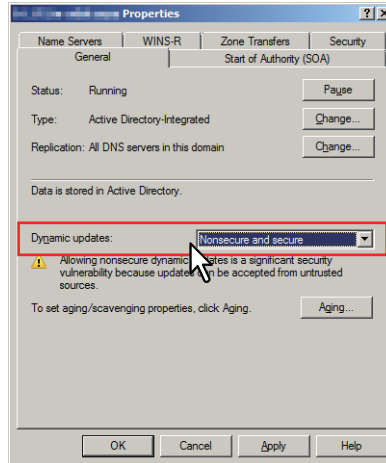 Properties
Name Servers WINS-R Zone Transfers Security
General Start of Authority (SOA)
Status: Running Pause
Type: Active Directory-Integrated Change...
Replication: All DNS servers in this domain Change...
Data is stored in Active Directory.
Dynamic updates: Nonsecure and secure
Allowing nonsecure dynamic updates is a significant security
vulnerability because updates can be accepted from untrusted
sources.
To set aging/scavenging properties, click Aging. Aging...
OK Cancel Apply Help